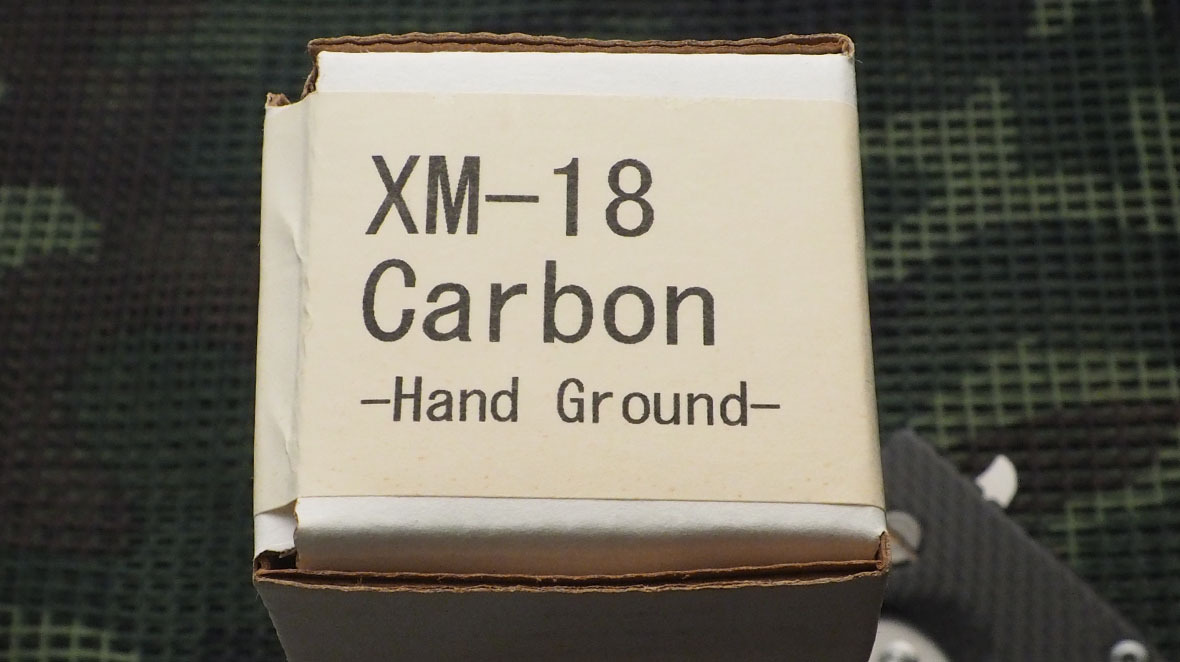 XM-18
Carbon
-Hand Ground-